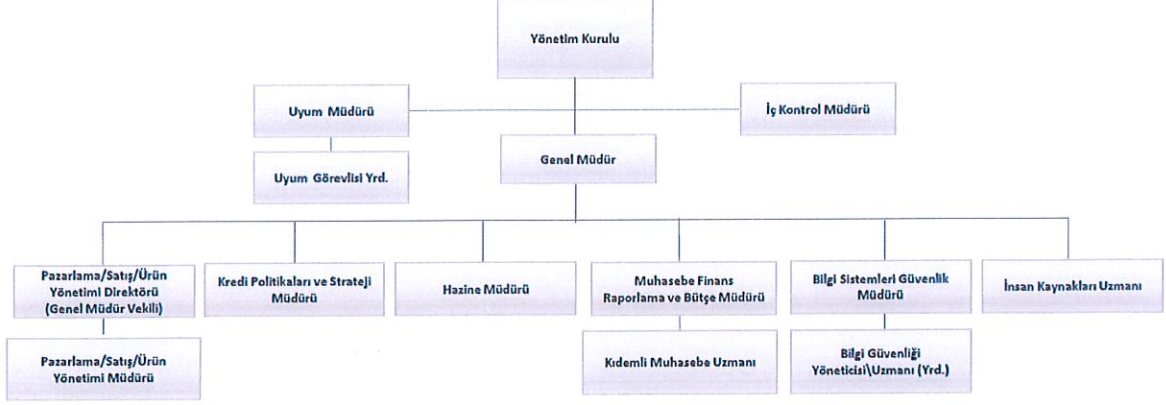 Yönetim Kurulu
Uyum Müdürü
İç Kontrol Müdürü
Genel Müdür
Uyum Görevlisi Yrd.
Pazarlama/Satış/Ürün
Yönetimi Direktörü
(Genel Müdür Vekili)
Kredi Politikaları ve Strateji
Müdürü
Hazine Müdürü
Muhasebe Finans
Raporlama ve Bütçe Müdürü
Bilgi Sistemleri Güvenlik
Müdürü
İnsan Kaynakları Uzmanı
Pazarlama/Satış/Ürün
Yönetimi Müdürü
Kıdemli Muhasebe Uzmanı
Bilgi Güvenliği
Yöneticisi\Uzmanı (Yrd.)